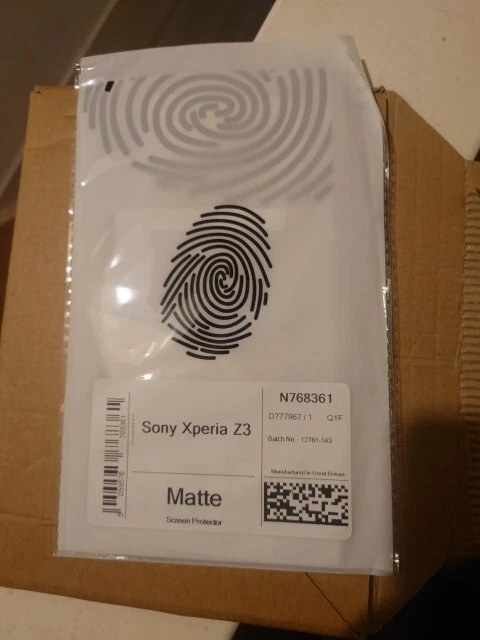 N768361
D777967 / 1 Q1F
Batch No. 12761-143
Sony Xperia Z3
Manufactured in Great Britain
Matte
Screen Protector